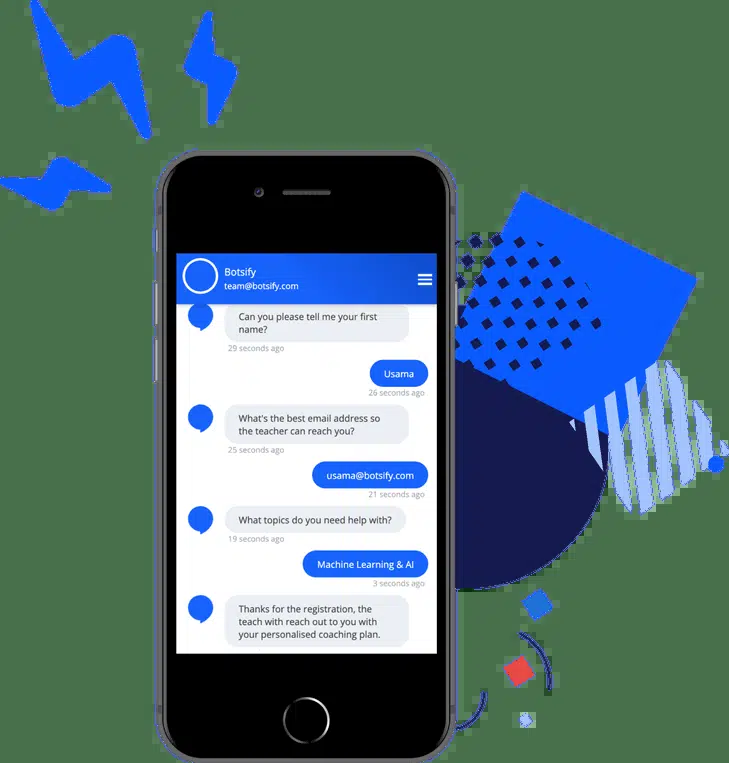 Botsify
team@botsify.com
Can you please tell me your first
name?
29 seconds ago
Usama
26 seconds ago
What's the best email address so
the teacher can reach you?
25 seconds ago
usama@botsify.com
21 seconds ago
What topics do you need help with?
19 seconds ago
Machine Learning & AI
3 seconds ago
Thanks for the registration, the
teach with reach out to you with
your personalised coaching plan.